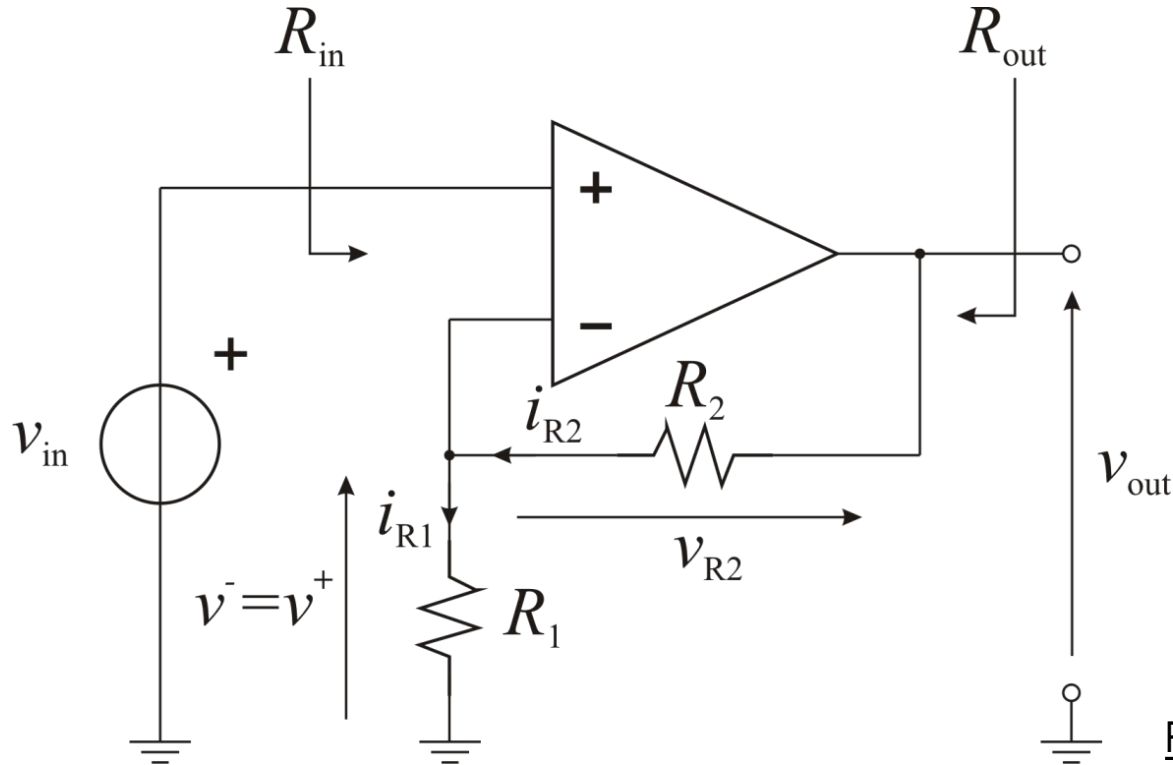 R_in
R_out
+
−
+
v_in
R_2
i_R2
i_R1
v_R2
v_out
v^-=v^+
R_1